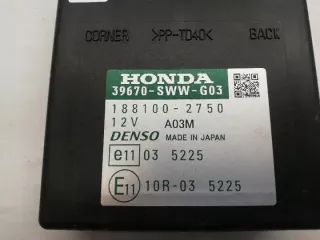 CORNER >PP-TD40< BACK
HONDA
39670-SWW-G03
188100-2750
12V A03M
DENSO MADE IN JAPAN
e11 03 5225
E11 10R-03 5225